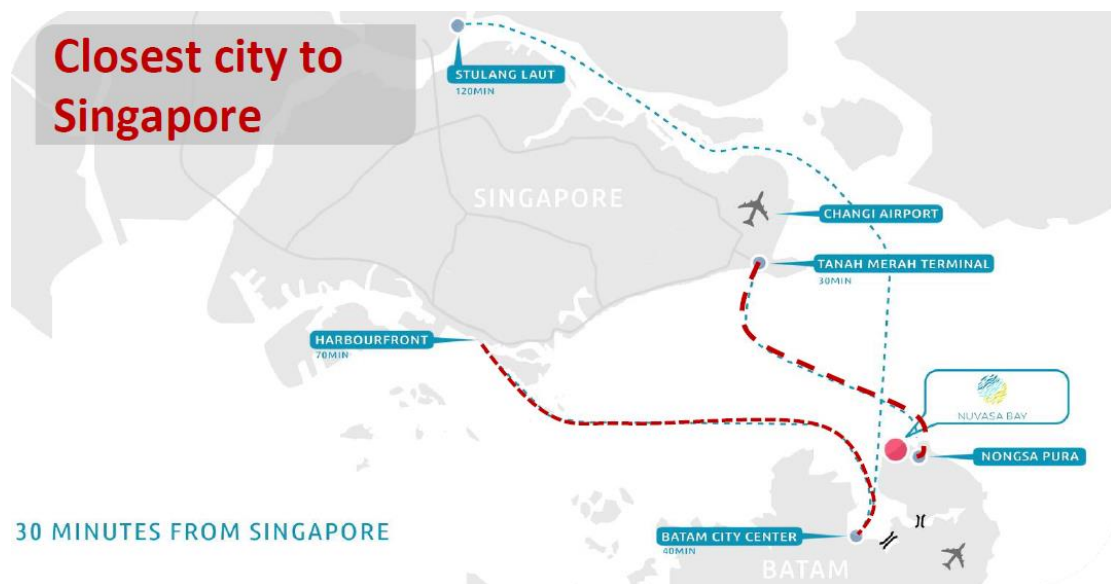 Closest city to
Singapore
STULANG LAUT
120MIN
SINGAPORE
CHANGI AIRPORT
TANAH MERAH TERMINAL
30MIN
HARBOURFRONT
70MIN
NUVASA BAY
NONGSA PURA
30 MINUTES FROM SINGAPORE
BATAM CITY CENTER
40MIN
BATAM